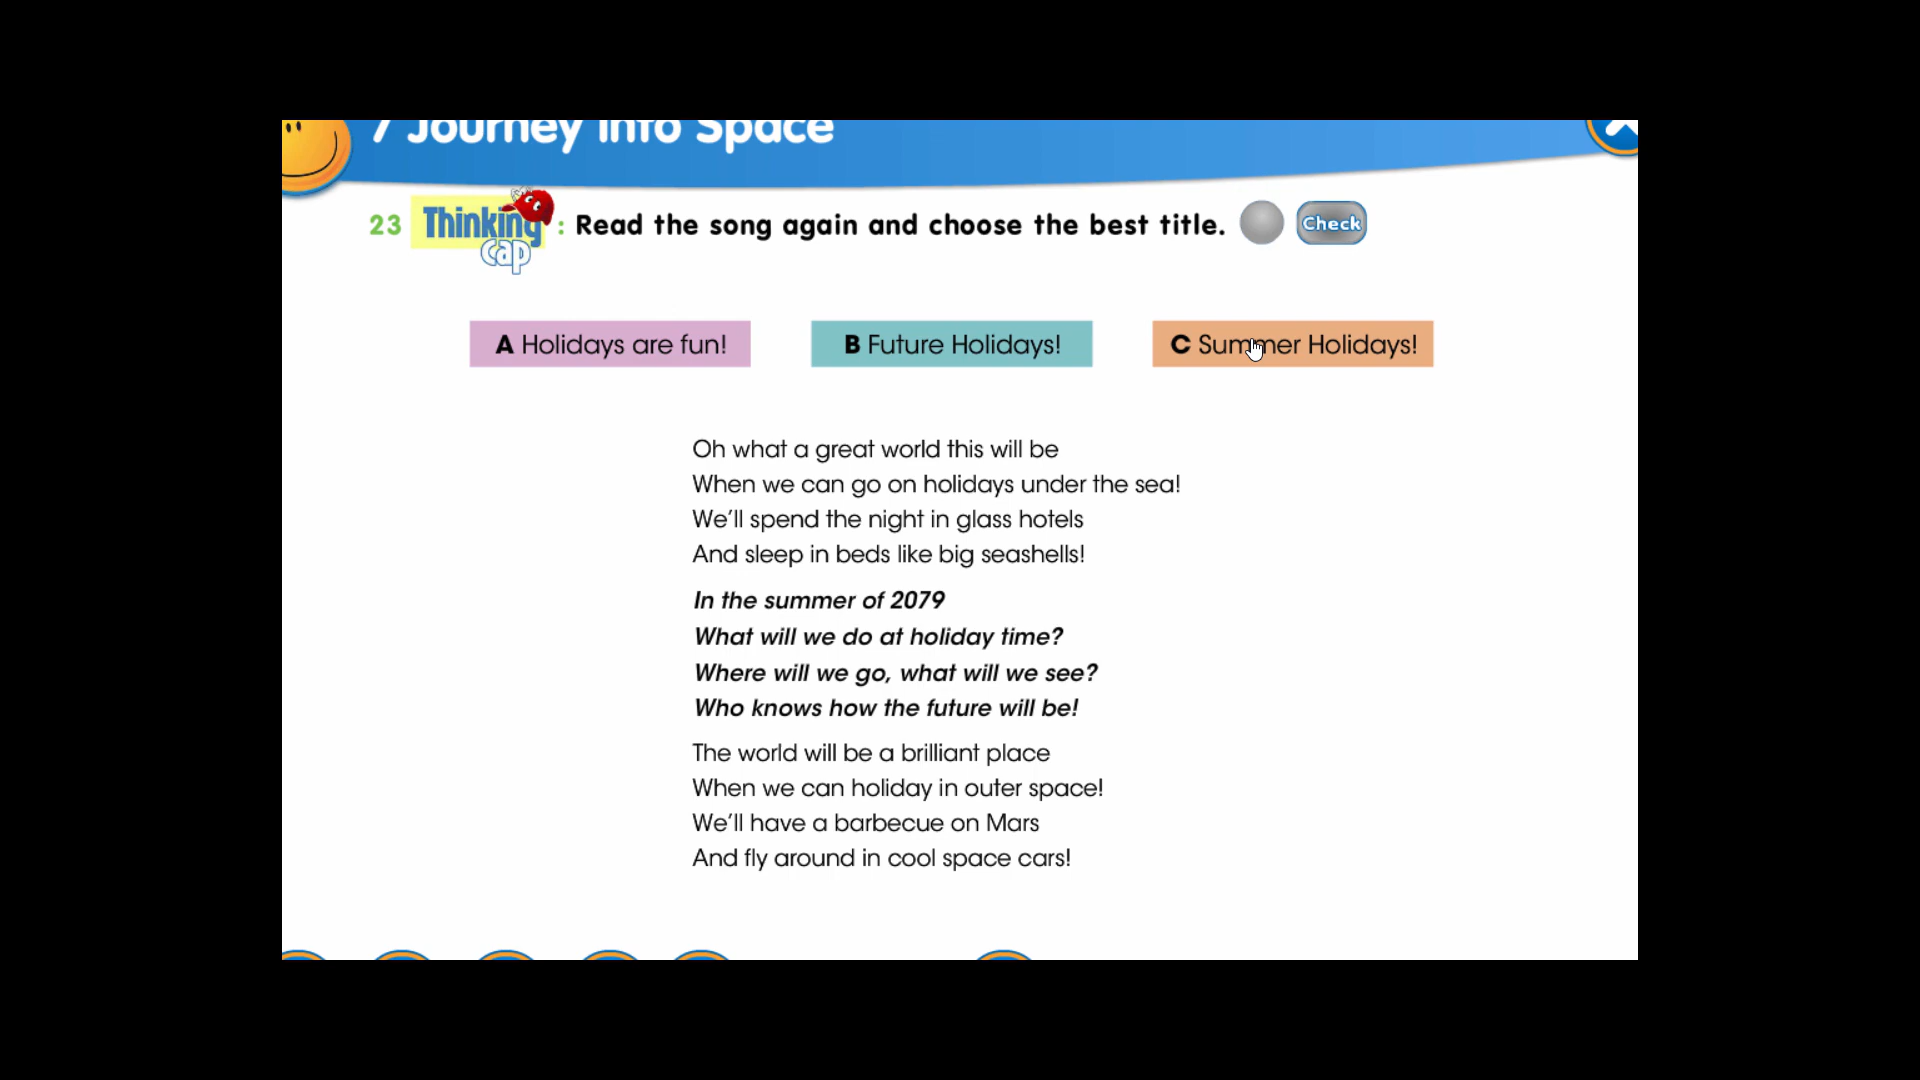 7 Journey into Space
23 Thinking Cap : Read the song again and choose the best title. Check
A Holidays are fun! B Future Holidays! C Summer Holidays!
Oh what a great world this will be
When we can go on holidays under the sea!
We'll spend the night in glass hotels
And sleep in beds like big seashells!
In the summer of 2079
What will we do at holiday time?
Where will we go, what will we see?
Who knows how the future will be!
The world will be a brilliant place
When we can holiday in outer space!
We'll have a barbecue on Mars
And fly around in cool space cars!